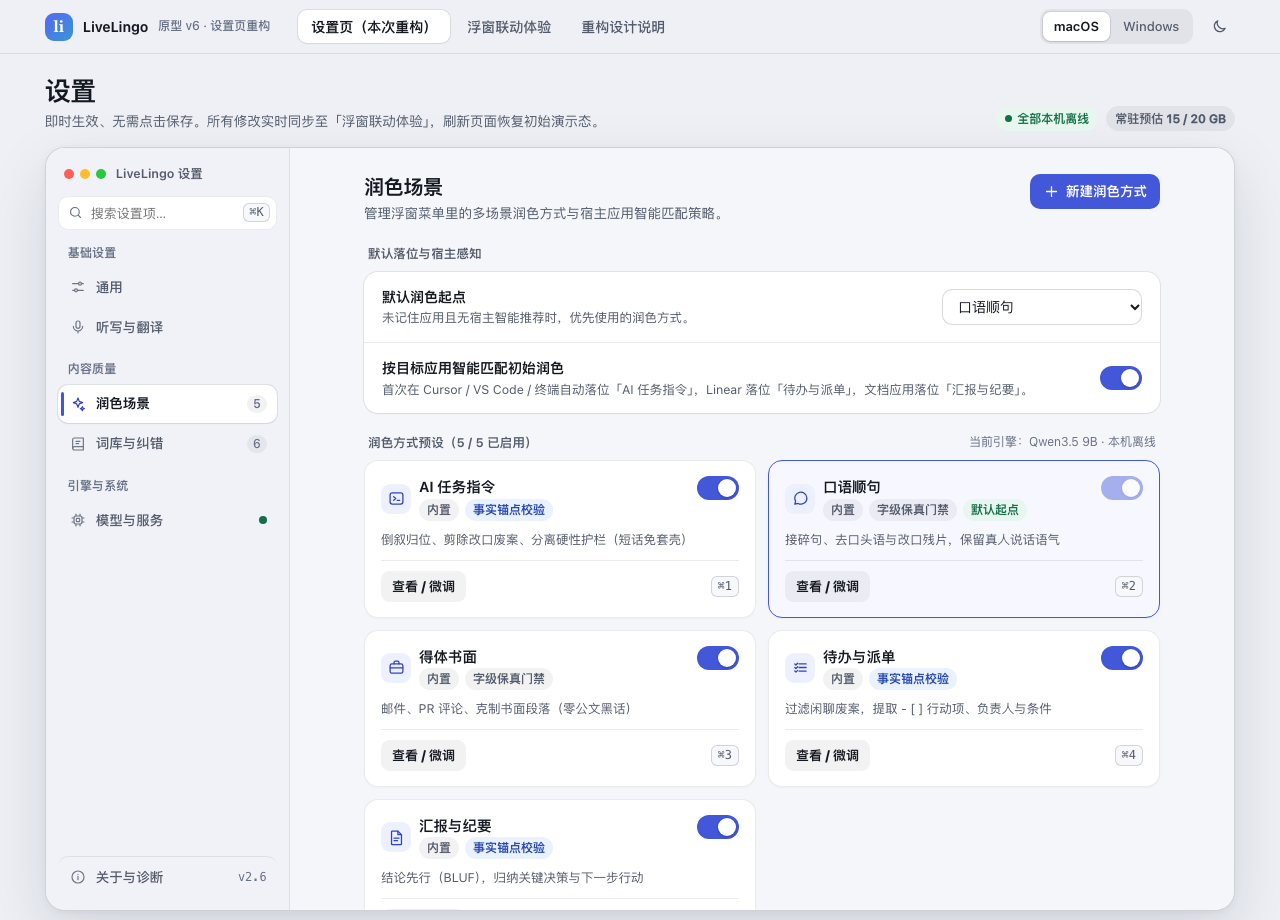 li LiveLingo 原型 v6 · 设置页重构 设置页（本次重构） 浮窗联动体验 重构设计说明 macOS Windows
设置
即时生效、无需点击保存。所有修改实时同步至「浮窗联动体验」，刷新页面恢复初始演示态。
全部本机离线 常驻预估 15 / 20 GB
LiveLingo 设置
搜索设置项... ⌘K
基础设置
通用
听写与翻译
内容质量
润色场景 5
词库与纠错 6
引擎与系统
模型与服务
关于与诊断 v2.6
润色场景
管理浮窗菜单里的多场景润色方式与宿主应用智能匹配策略。
新建润色方式
默认落位与宿主感知
默认润色起点
未记住应用且无宿主智能推荐时，优先使用的润色方式。
口语顺句
按目标应用智能匹配初始润色
首次在 Cursor / VS Code / 终端自动落位「AI 任务指令」，Linear 落位「待办与派单」，文档应用落位「汇报与纪要」。
润色方式预设（5 / 5 已启用） 当前引擎：Qwen3.5 9B · 本机离线
AI 任务指令
内置 事实锚点校验
倒叙归位、剪除改口废案、分离硬性护栏（短话免套壳）
查看 / 微调 ⌘1
口语顺句
内置 字级保真门禁 默认起点
接碎句、去口头语与改口残片，保留真人说话语气
查看 / 微调 ⌘2
得体书面
内置 字级保真门禁
邮件、PR 评论、克制书面段落（零公文黑话）
查看 / 微调 ⌘3
待办与派单
内置 事实锚点校验
过滤闲聊废案，提取 - [ ] 行动项、负责人与条件
查看 / 微调 ⌘4
汇报与纪要
内置 事实锚点校验
结论先行（BLUF），归纳关键决策与下一步行动